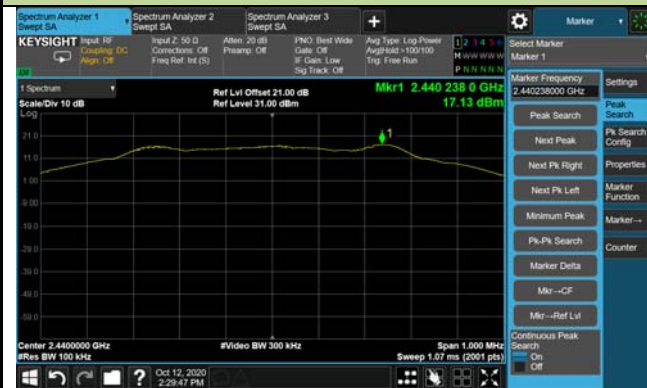 Spectrum Analyzer 1
Swept SA
Spectrum Analyzer 2
Swept SA
Spectrum Analyzer 3
Swept SA
+
Marker
KEYSIGHT
Input: RF
Coupling: DC
Align: Off
Input Z: 50 Ω
Corrections: Off
Freq Ref: Int (S)
Atten: 20 dB
Preamp: Off
PNO: Best Wide
Gate: Off
IF Gain: Low
Sig Track: Off
Avg Type: Log-Power
Avg|Hold:>100/100
Trig: Free Run
1 2 3 4 5 6
M W W W W W
P N N N N N
Select Marker
Marker 1
Marker Frequency
2.440238000 GHz
Settings
Peak Search
Next Peak
Next Pk Right
Next Pk Left
Minimum Peak
Pk-Pk Search
Marker Delta
Mkr→CF
Mkr→Ref Lvl
Continuous Peak
Search
On
Off
Peak
Search
Pk Search
Config
Properties
Marker
Function
Marker→
Counter
1 Spectrum
Scale/Div 10 dB
Log
Ref Lvl Offset 21.00 dB
Ref Level 31.00 dBm
Mkr1 2.440 238 0 GHz
17.13 dBm
1
21.0
11.0
1.00
-9.00
-19.0
-29.0
-39.0
-49.0
-59.0
Center 2.4400000 GHz
#Res BW 100 kHz
#Video BW 300 kHz
Span 1.000 MHz
Sweep 1.07 ms (2001 pts)
?
Oct 12, 2020
2:29:47 PM